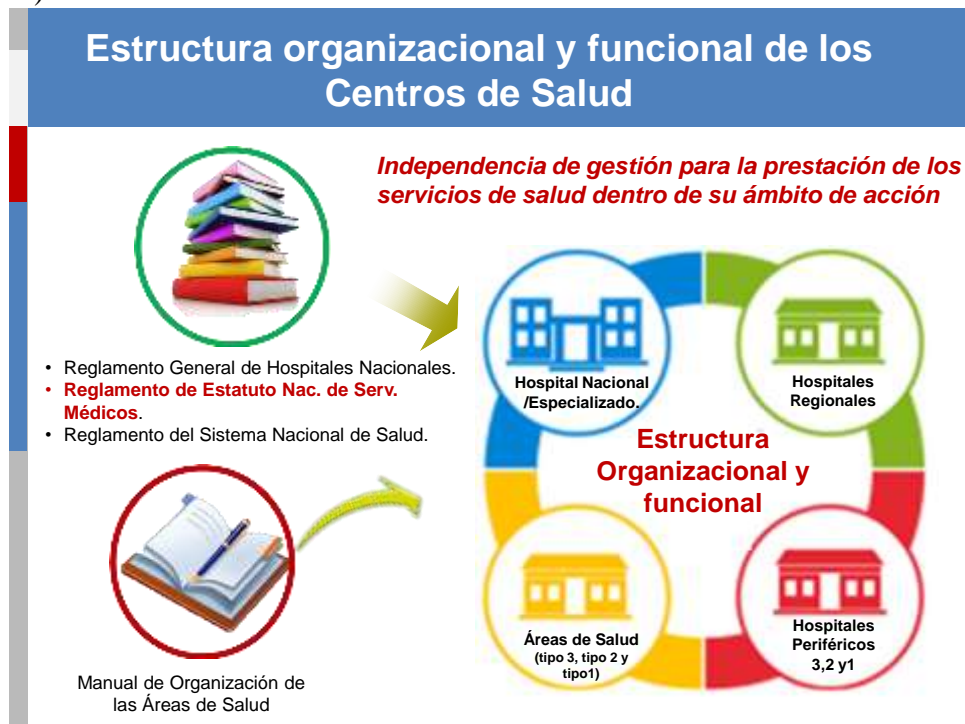 Estructura organizacional y funcional de los
Centros de Salud
Independencia de gestión para la prestación de los
servicios de salud dentro de su ámbito de acción
• Reglamento General de Hospitales Nacionales.
• Reglamento de Estatuto Nac. de Serv.
Médicos.
• Reglamento del Sistema Nacional de Salud.
Manual de Organización de
las Áreas de Salud
Hospital Nacional
/Especializado.
Hospitales
Regionales
Estructura
Organizacional y
funcional
Áreas de Salud
(tipo 3, tipo 2 y
tipo1)
Hospitales
Periféricos
3,2 y1